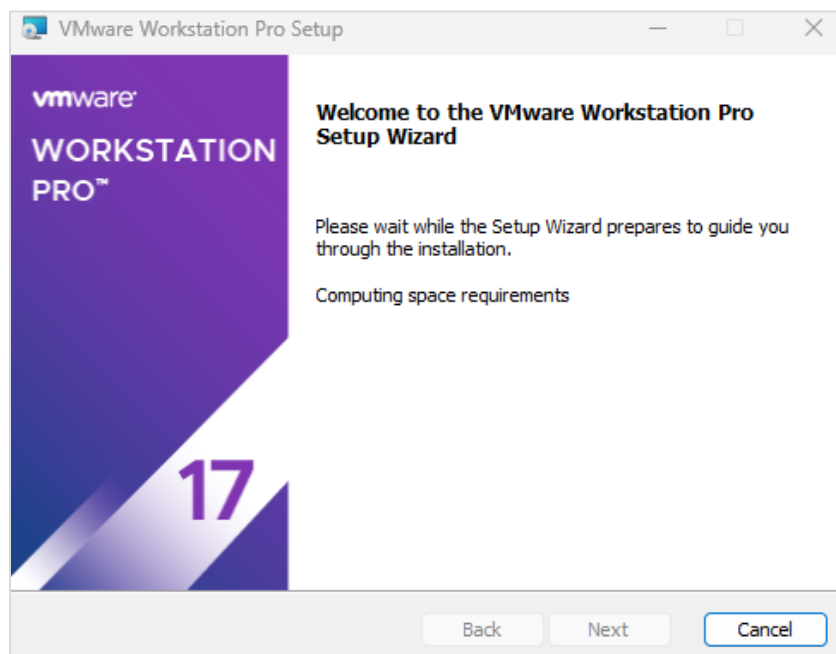 VMware Workstation Pro Setup
vmware®
WORKSTATION
PRO™
Welcome to the VMware Workstation Pro
Setup Wizard
Please wait while the Setup Wizard prepares to guide you
through the installation.
Computing space requirements
17
Back
Next
Cancel